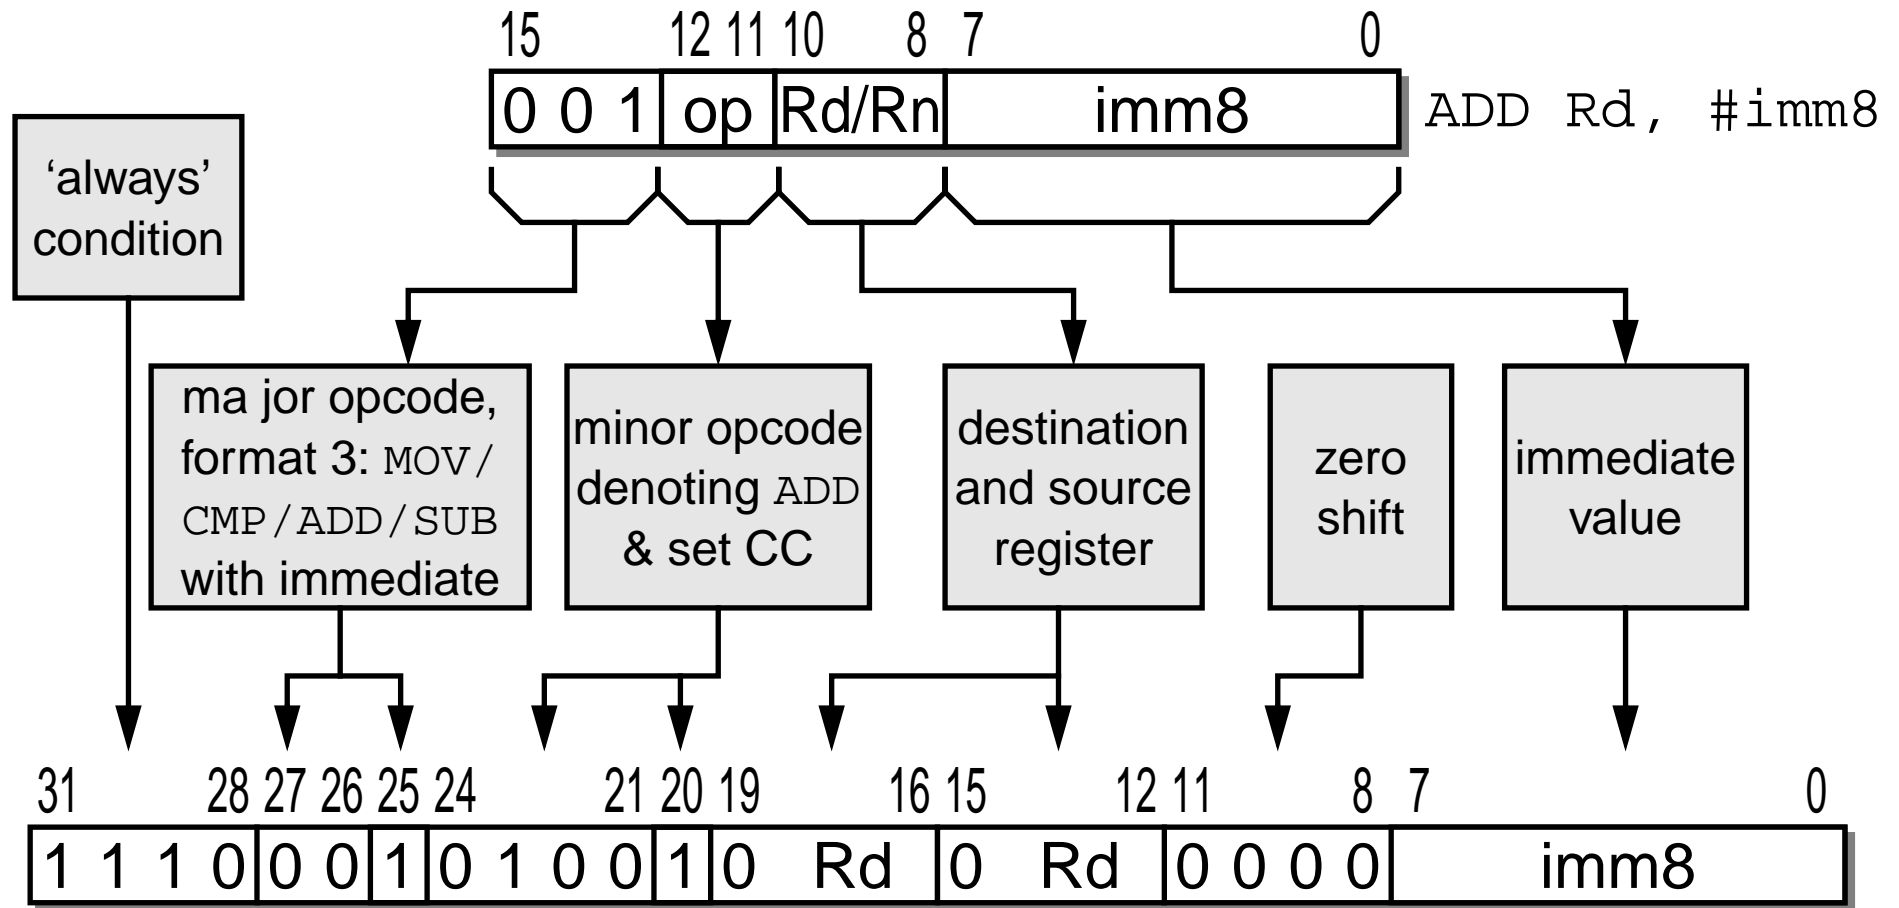 15 12 11 10 8 7 0
0 0 1 op Rd/Rn imm8 ADD Rd, #imm8
‘always’
condition
ma jor opcode,
format 3: MOV/
CMP/ADD/SUB
with immediate
minor opcode
denoting ADD
& set CC
destination
and source
register
zero
shift
immediate
value
31 28 27 26 25 24 21 20 19 16 15 12 11 8 7 0
1 1 1 0 0 0 1 0 1 0 0 1 0 Rd 0 Rd 0 0 0 0 imm8